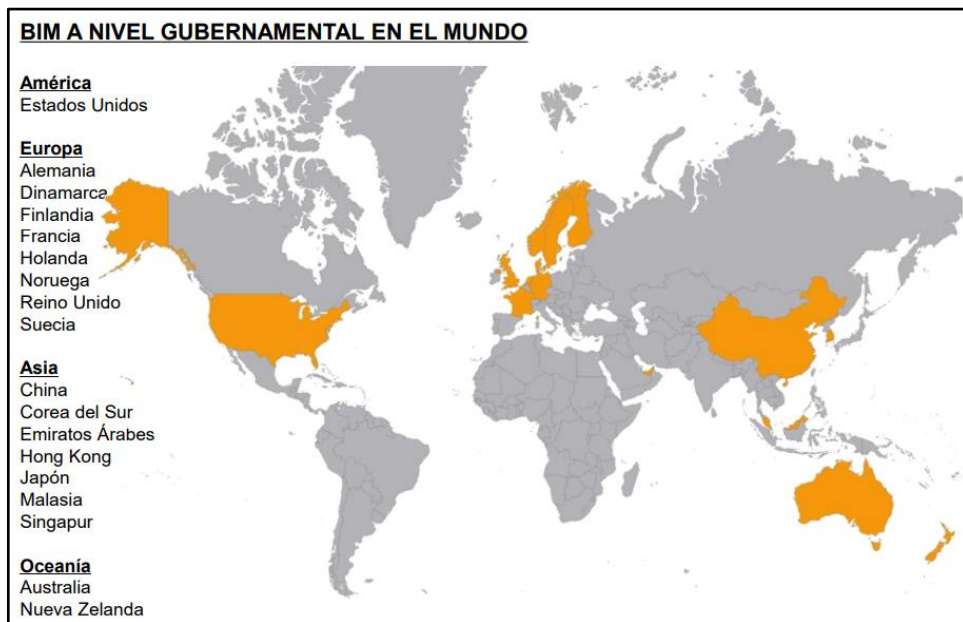 BIM A NIVEL GUBERNAMENTAL EN EL MUNDO
América
Estados Unidos
Europa
Alemania
Dinamarca
Finlandia
Francia
Holanda
Noruega
Reino Unido
Suecia
Asia
China
Corea del Sur
Emiratos Árabes
Hong Kong
Japón
Malasia
Singapur
Oceanía
Australia
Nueva Zelanda